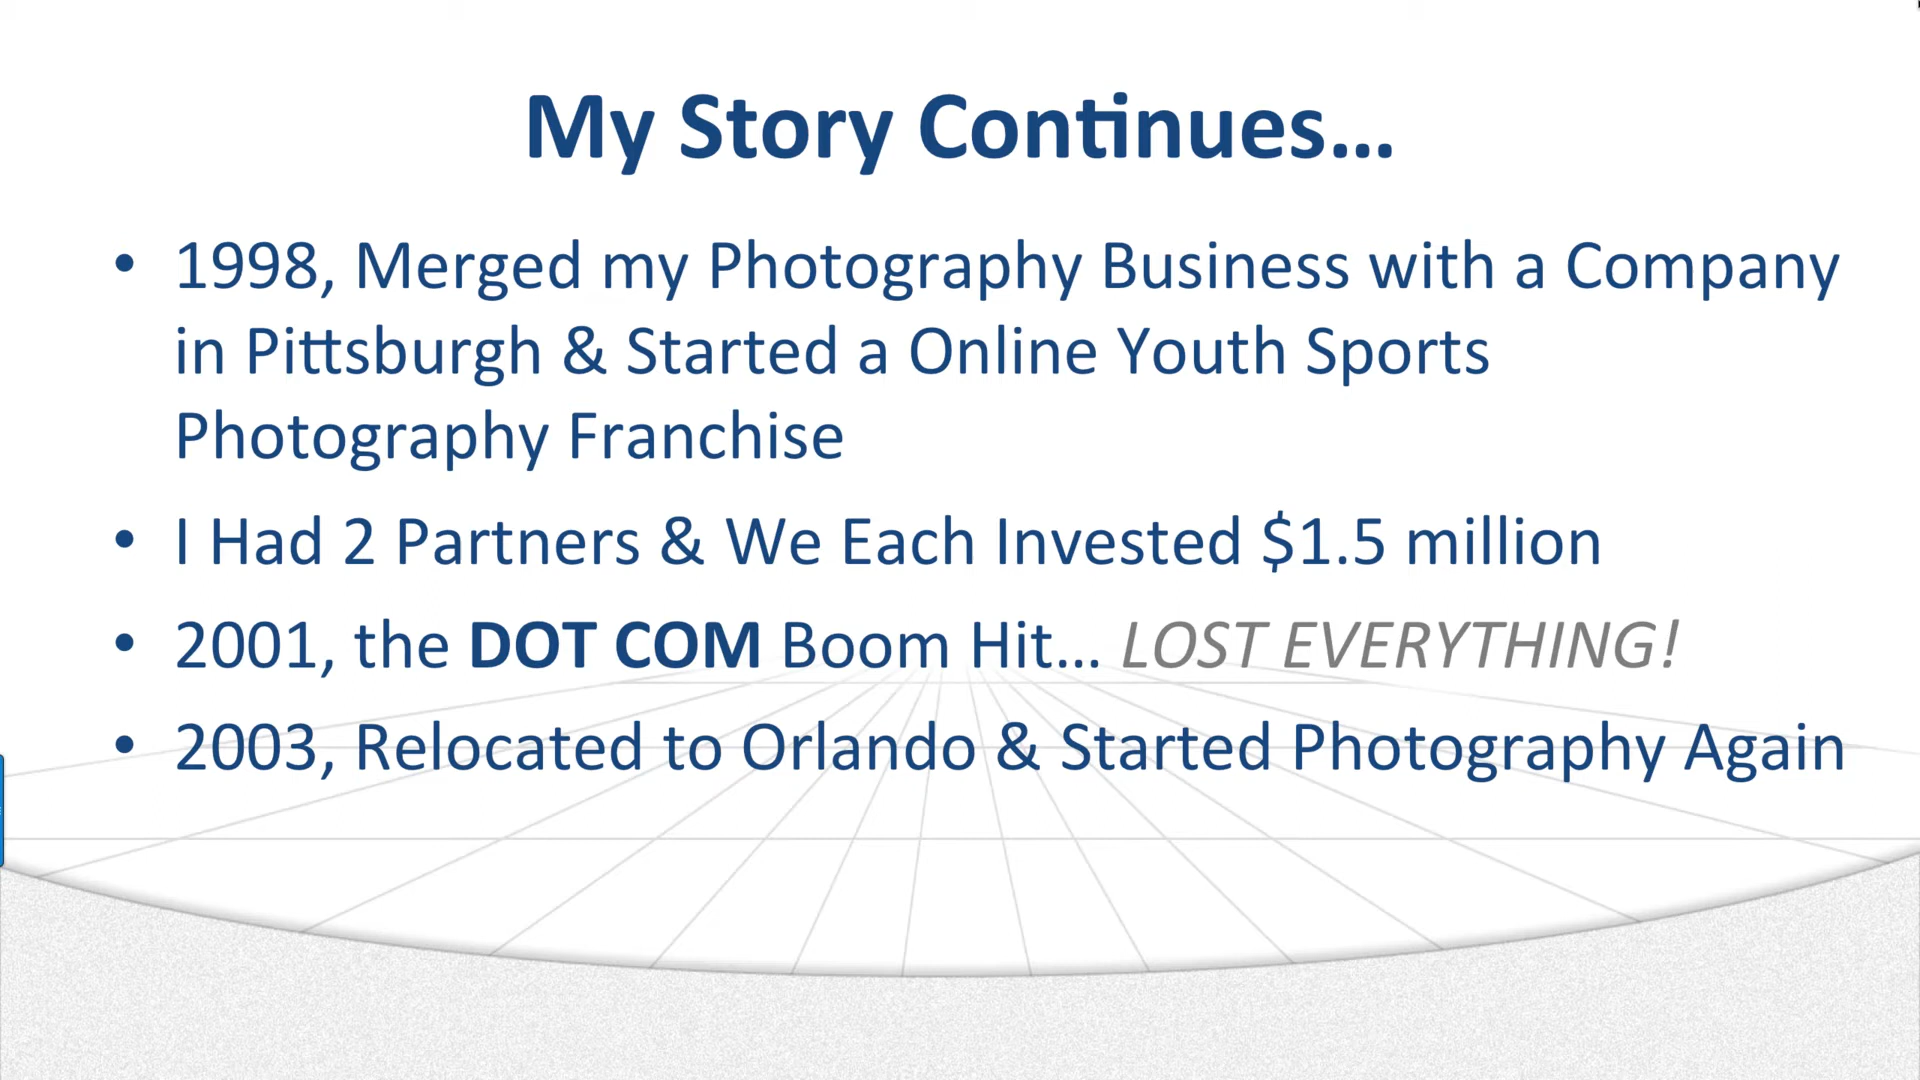 My Story Continues...
• 1998, Merged my Photography Business with a Company
in Pittsburgh & Started a Online Youth Sports
Photography Franchise
• I Had 2 Partners & We Each Invested $1.5 million
• 2001, the DOT COM Boom Hit... LOST EVERYTHING!
• 2003, Relocated to Orlando & Started Photography Again